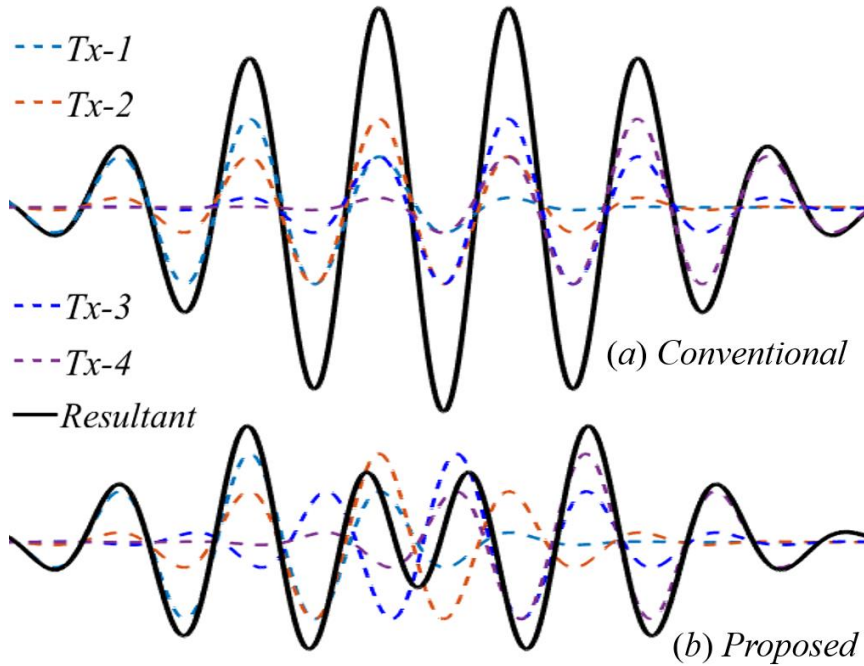 Tx-1
Tx-2
Tx-3
Tx-4
(a) Conventional
Resultant
(b) Proposed